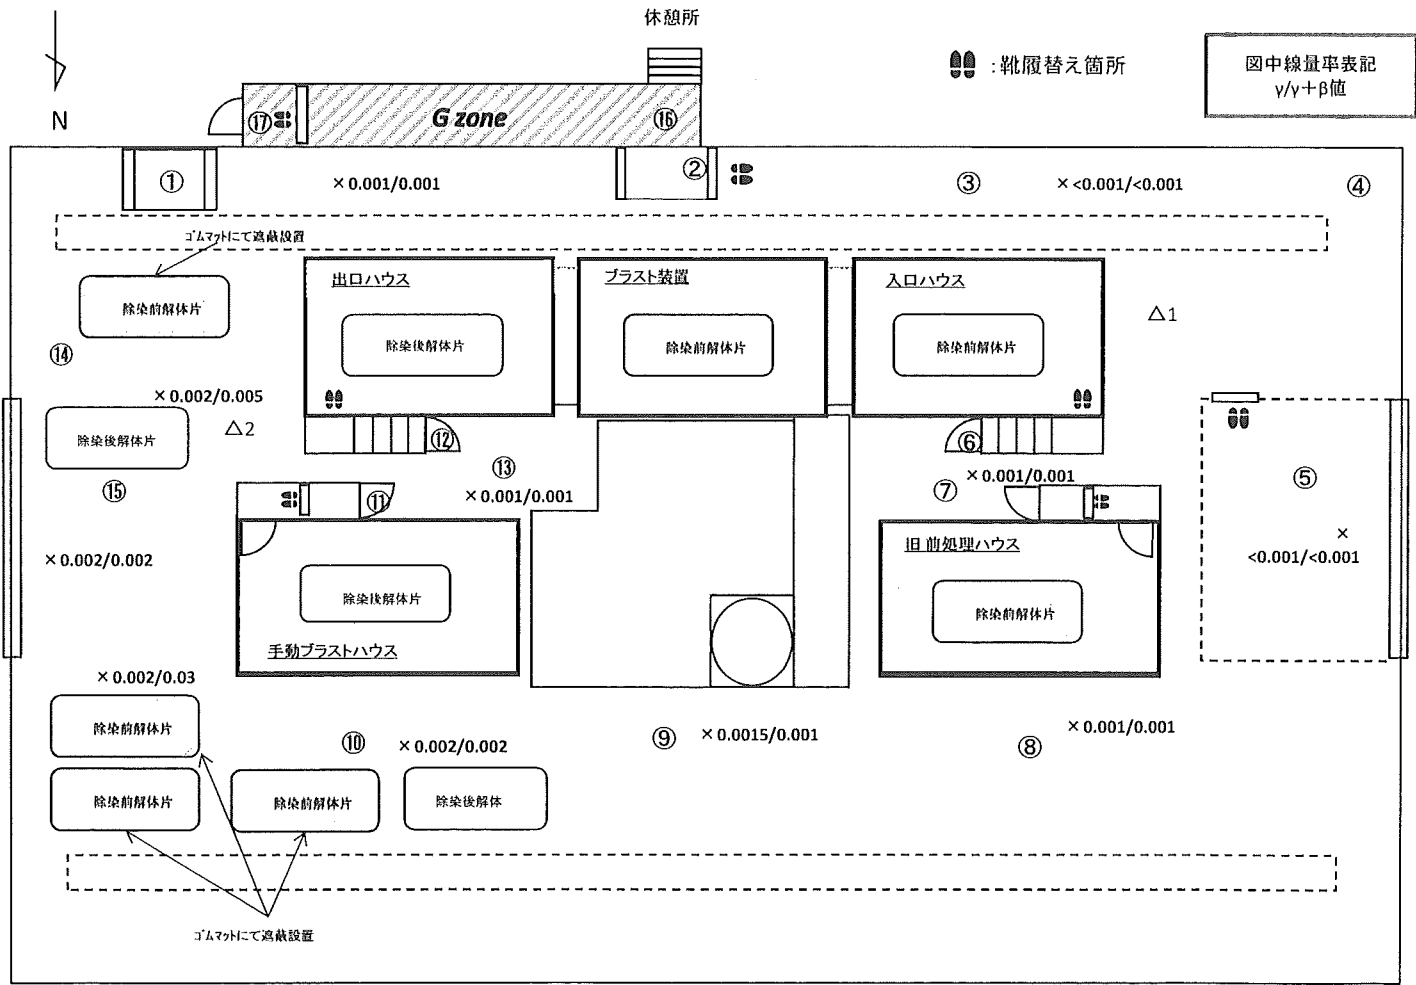 休憩所
:靴履替え箇所
図中線量率表記
γ/γ+β値
N
⑰
G zone
⑯
①
× 0.001/0.001
②
③
× <0.001/<0.001
④
ｺﾞﾑﾏｯﾄにて遮蔽設置
除染前解体片
出口ハウス
除染後解体片
ブラスト装置
除染前解体片
入口ハウス
除染前解体片
△1
⑭
× 0.002/0.005
除染後解体片
△2
⑫
⑥
⑬
× 0.001/0.001
⑦
× 0.001/0.001
⑤
⑮
⑪
× 0.002/0.002
×
<0.001/<0.001
旧 前処理ハウス
除染前解体片
除染後解体片
手動ブラストハウス
× 0.002/0.03
除染前解体片
⑩
× 0.002/0.002
⑨
× 0.0015/0.001
⑧
× 0.001/0.001
除染前解体片
除染前解体片
除染後解体
ｺﾞﾑﾏｯﾄにて遮蔽設置